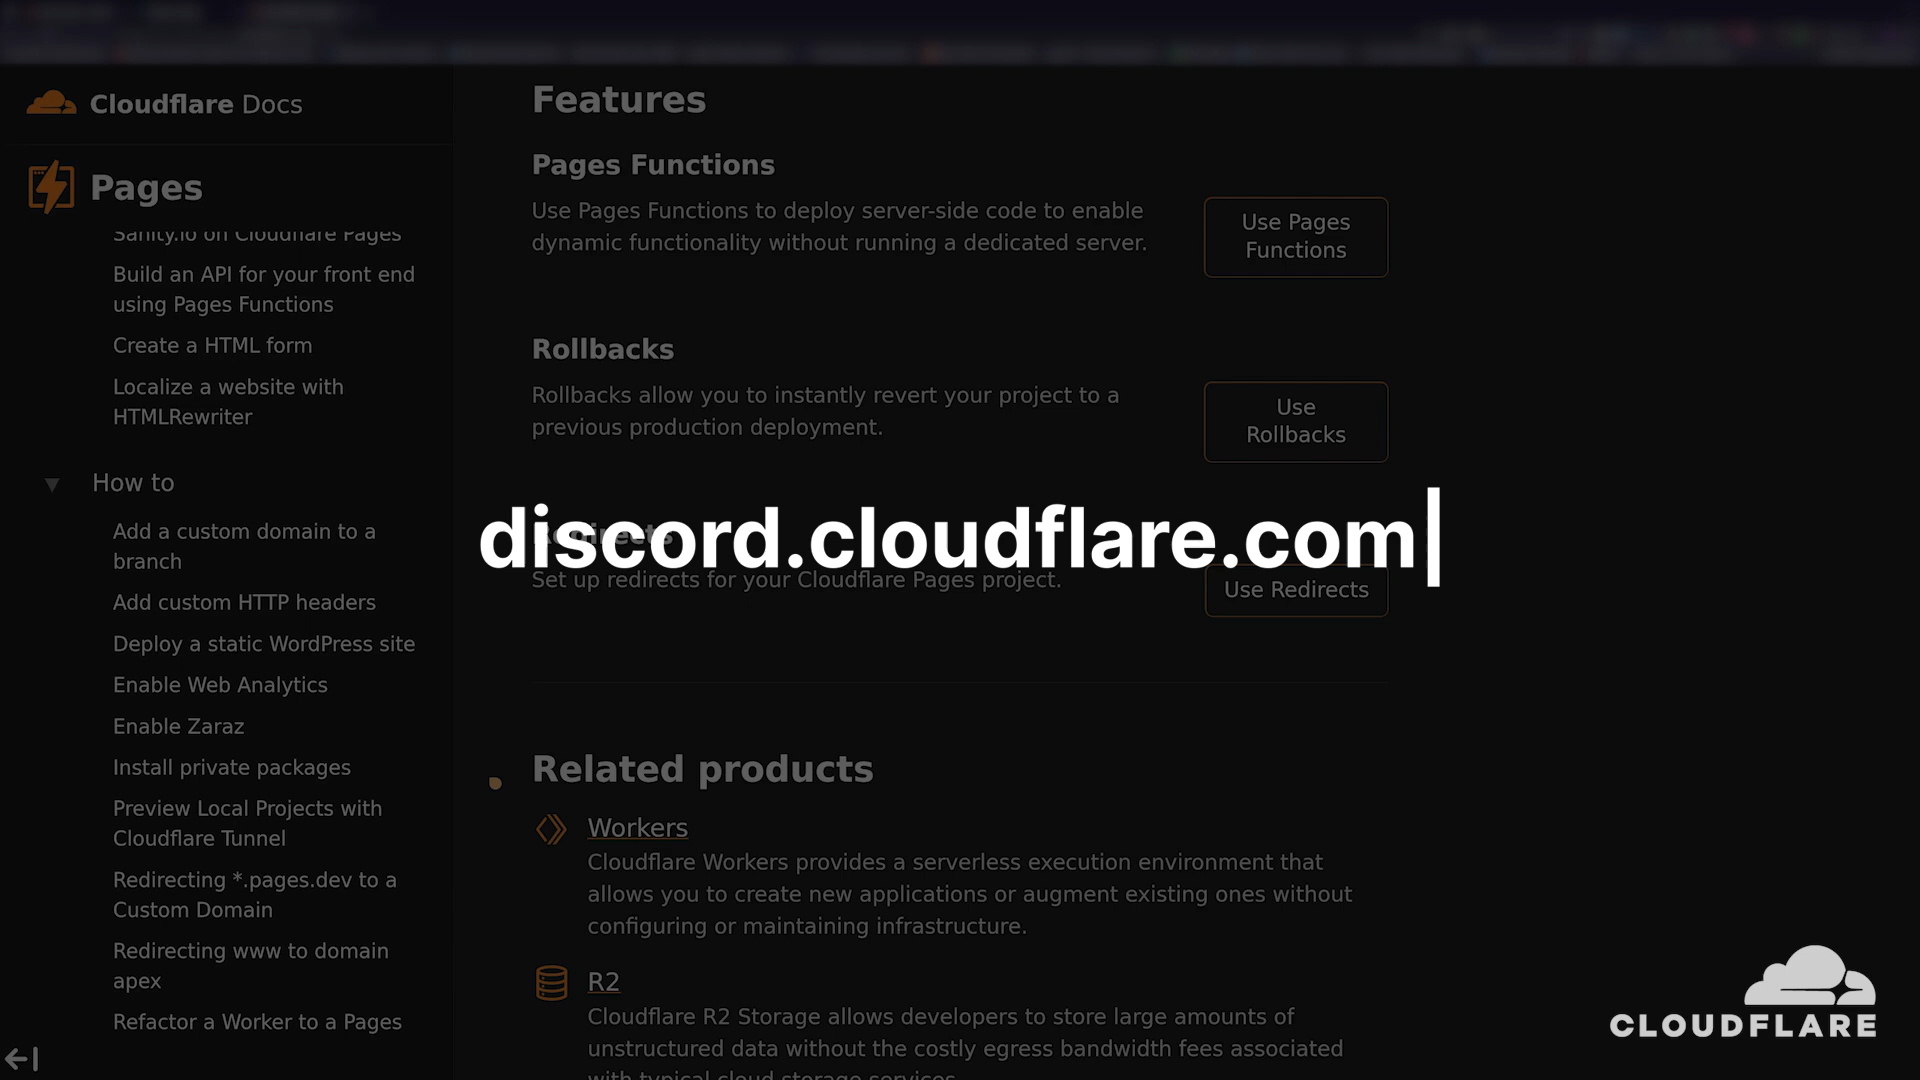 Cloudflare Docs
Pages
Sanity.io on Cloudflare Pages
Build an API for your front end
using Pages Functions
Create a HTML form
Localize a website with
HTMLRewriter
How to
Add a custom domain to a
branch
Add custom HTTP headers
Deploy a static WordPress site
Enable Web Analytics
Enable Zaraz
Install private packages
Preview Local Projects with
Cloudflare Tunnel
Redirecting *.pages.dev to a
Custom Domain
Redirecting www to domain
apex
Refactor a Worker to a Pages
Features
Pages Functions
Use Pages Functions to deploy server-side code to enable
dynamic functionality without running a dedicated server.
Use Pages
Functions
Rollbacks
Rollbacks allow you to instantly revert your project to a
previous production deployment.
Use
Rollbacks
Redirects
discord.cloudflare.com
Set up redirects for your Cloudflare Pages project.
Use Redirects
Related products
Workers
Cloudflare Workers provides a serverless execution environment that
allows you to create new applications or augment existing ones without
configuring or maintaining infrastructure.
R2
Cloudflare R2 Storage allows developers to store large amounts of
unstructured data without the costly egress bandwidth fees associated
with typical cloud storage services.
CLOUDFLARE